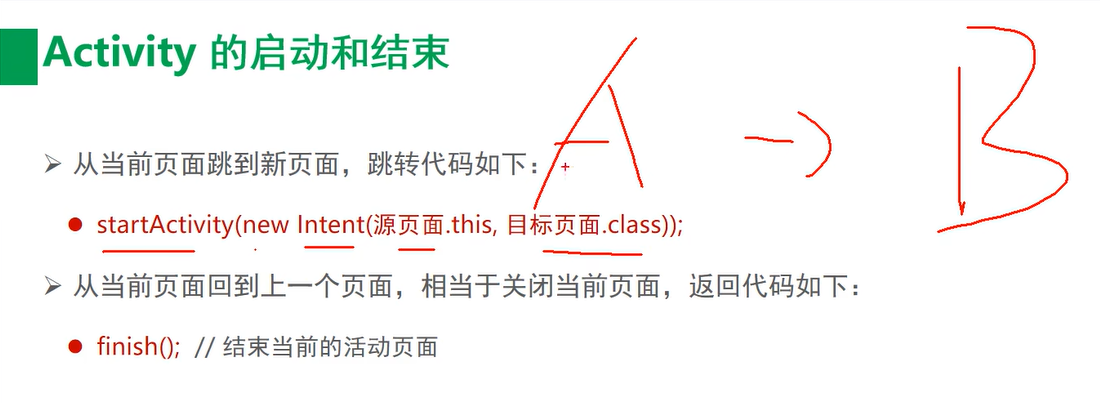 Activity 的启动和结束
A → B
➢ 从当前页面跳到新页面，跳转代码如下：
● startActivity(new Intent(源页面.this, 目标页面.class));
➢ 从当前页面回到上一个页面，相当于关闭当前页面，返回代码如下：
● finish(); // 结束当前的活动页面